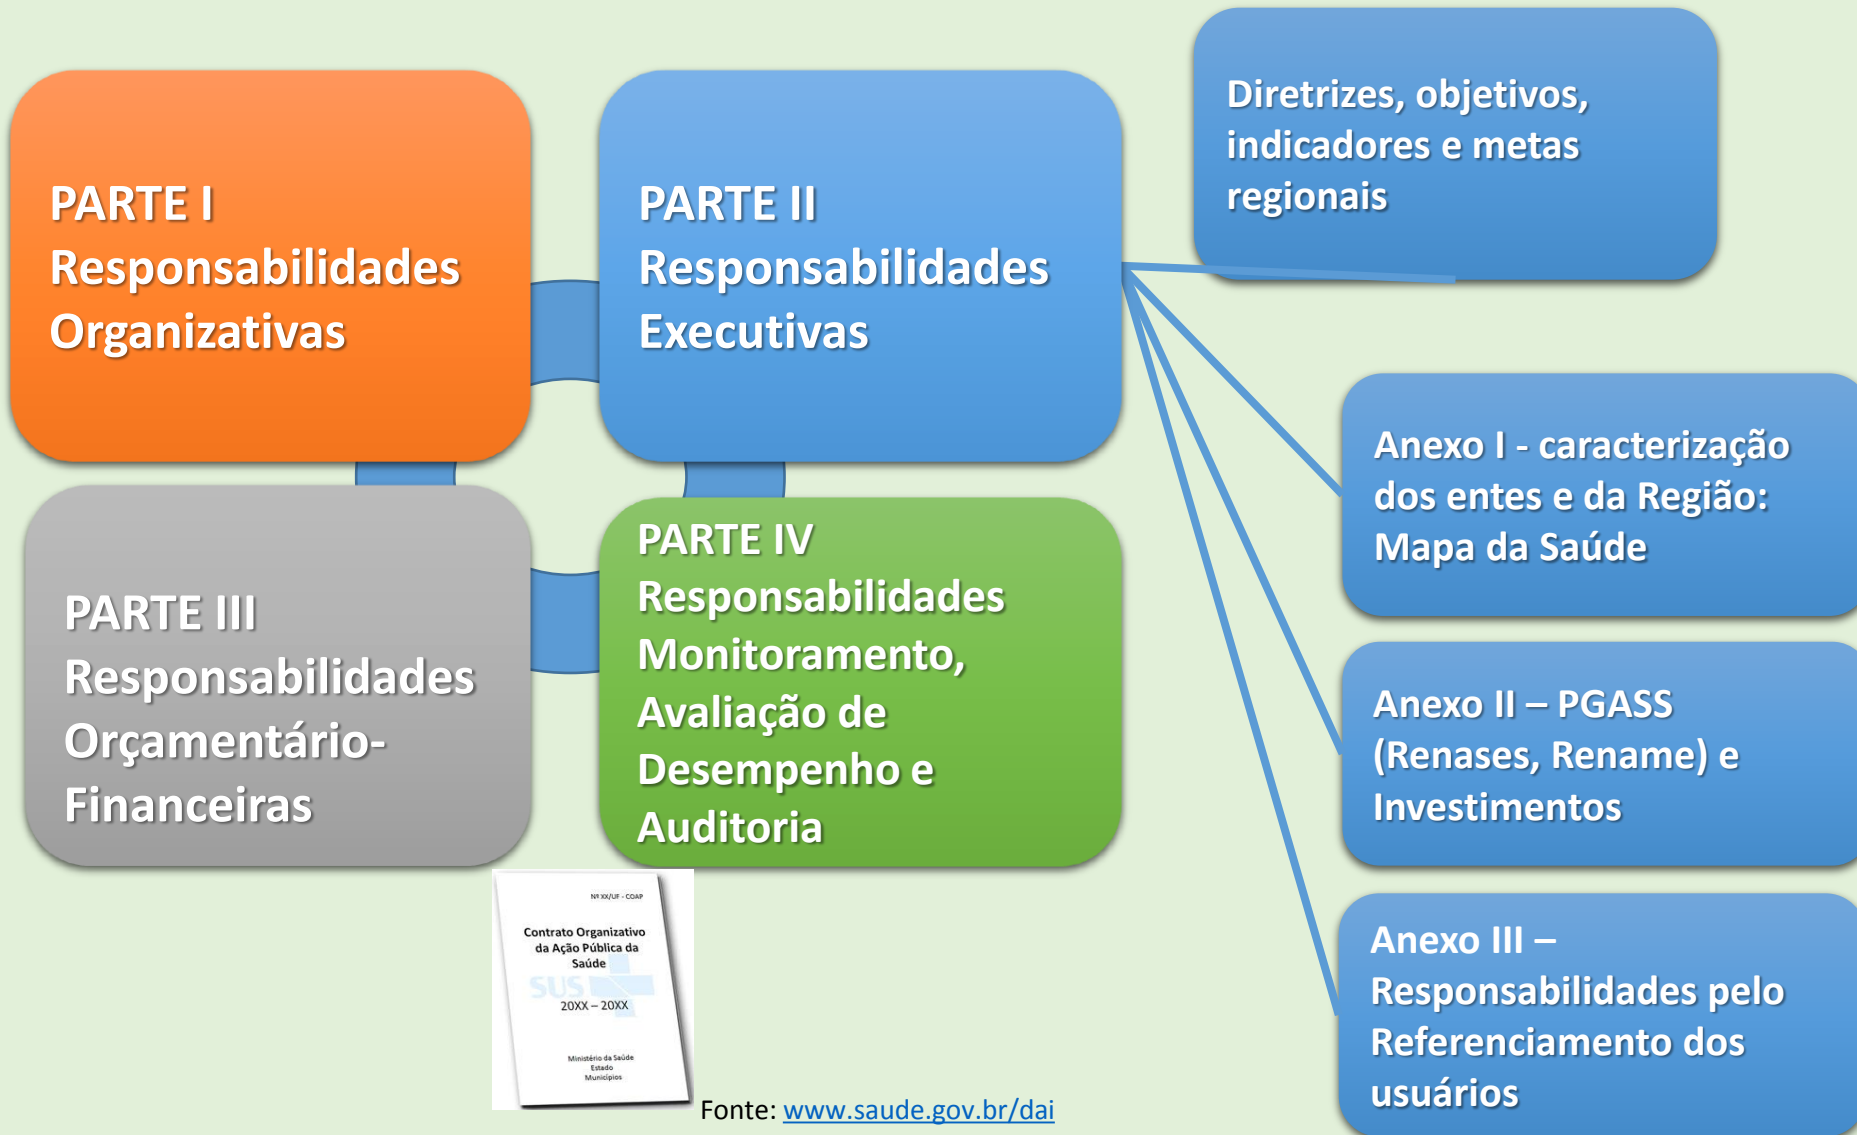 PARTE I
Responsabilidades
Organizativas
PARTE II
Responsabilidades
Executivas
Diretrizes, objetivos,
indicadores e metas
regionais
PARTE III
Responsabilidades
Orçamentário-
Financeiras
PARTE IV
Responsabilidades
Monitoramento,
Avaliação de
Desempenho e
Auditoria
Anexo I - caracterização
dos entes e da Região:
Mapa da Saúde
Anexo II – PGASS
(Renases, Rename) e
Investimentos
Anexo III –
Responsabilidades pelo
Referenciamento dos
usuários
Nº XX/UF - COAP
Contrato Organizativo
da Ação Pública da
Saúde
SUS
20XX – 20XX
Ministério da Saúde
Estado
Municípios
Fonte: www.saude.gov.br/dai